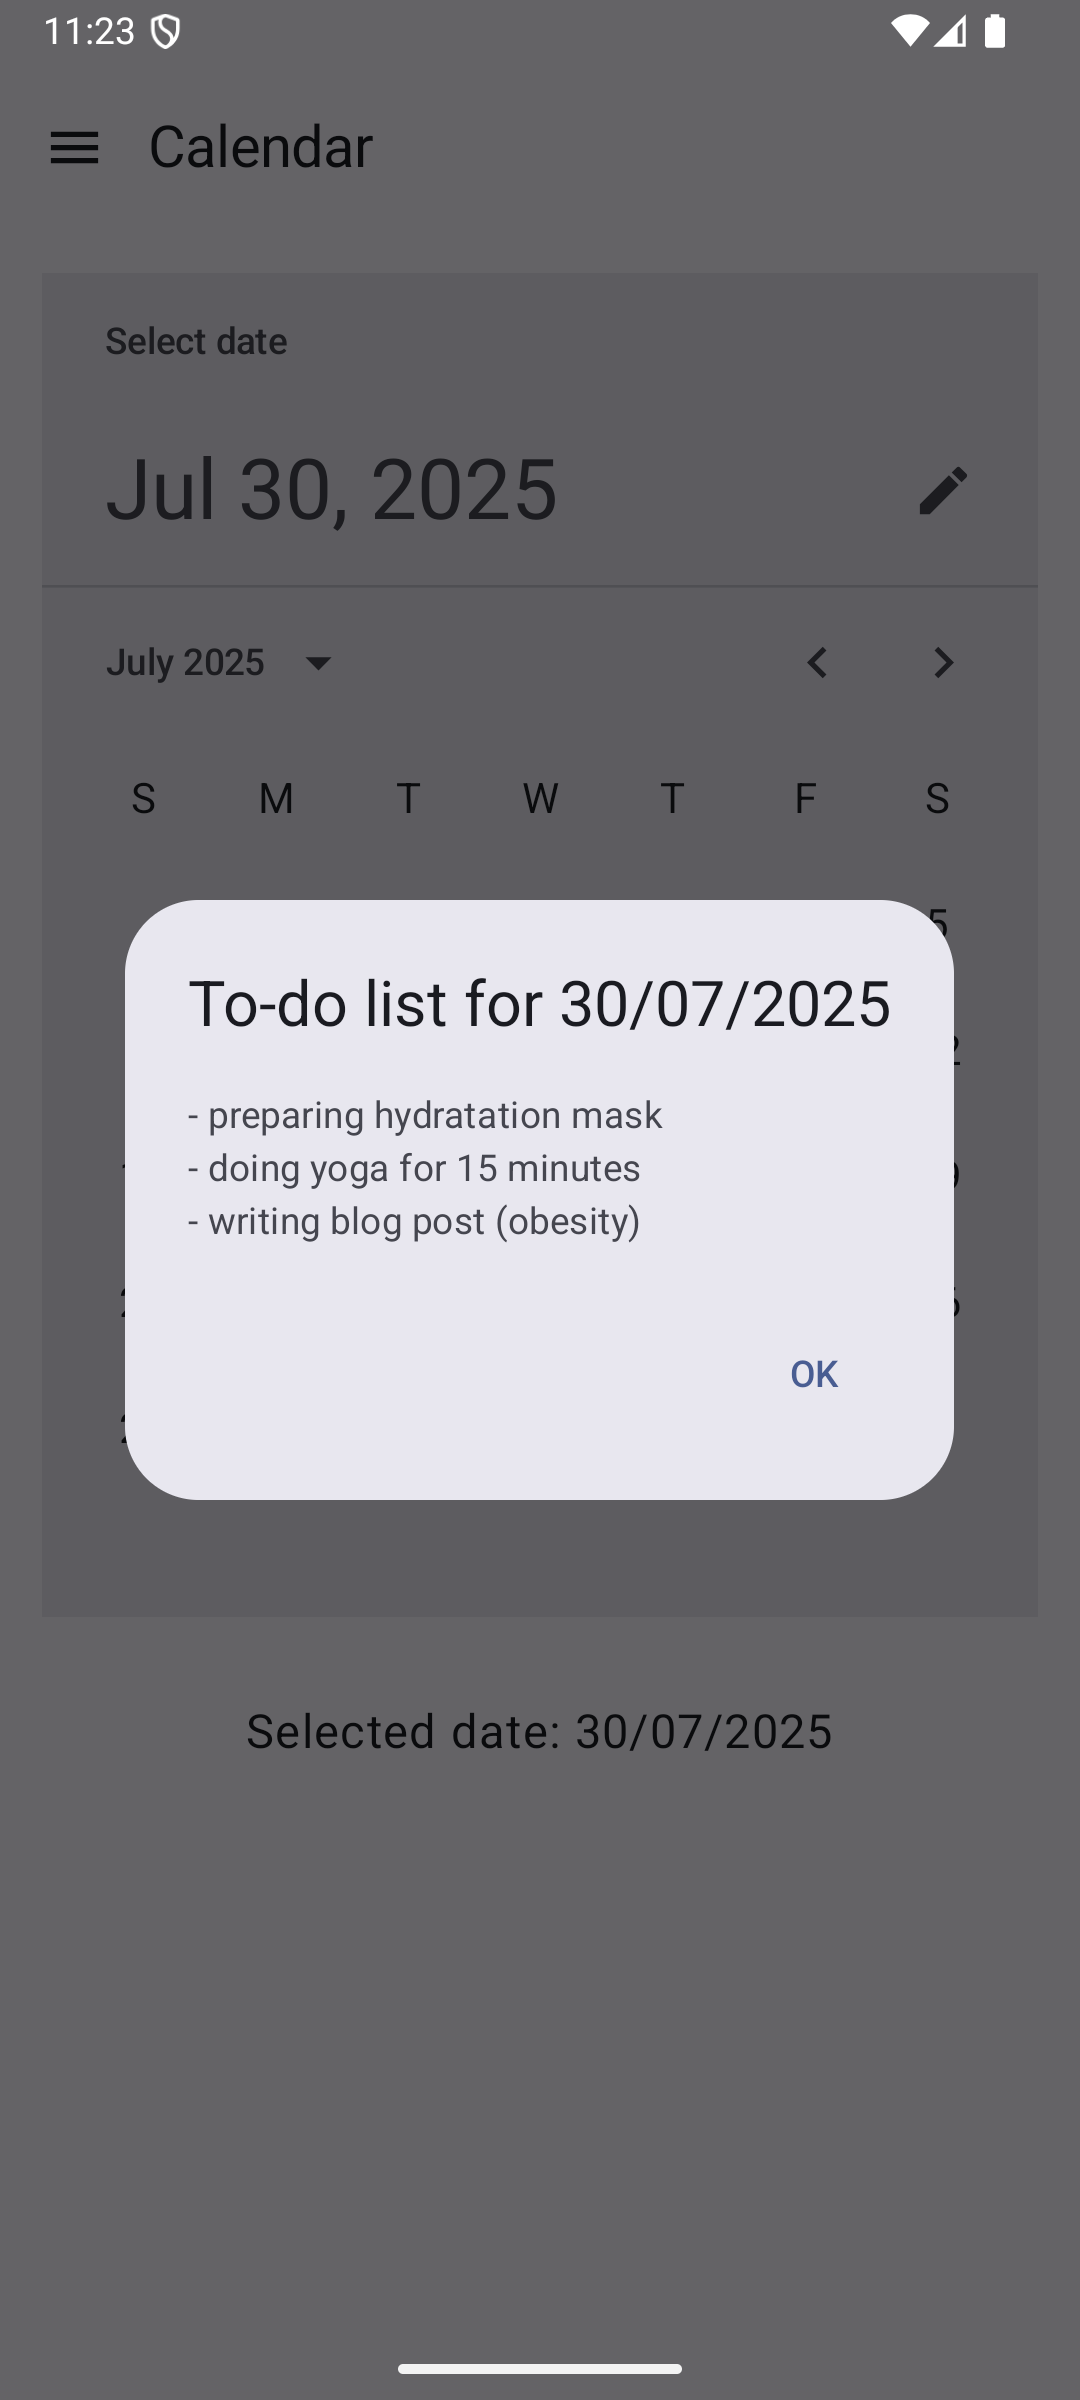 11:23
Calendar
Select date
Jul 30, 2025
July 2025
S M T W T F S
To-do list for 30/07/2025
- preparing hydratation mask
- doing yoga for 15 minutes
- writing blog post (obesity)
OK
Selected date: 30/07/2025